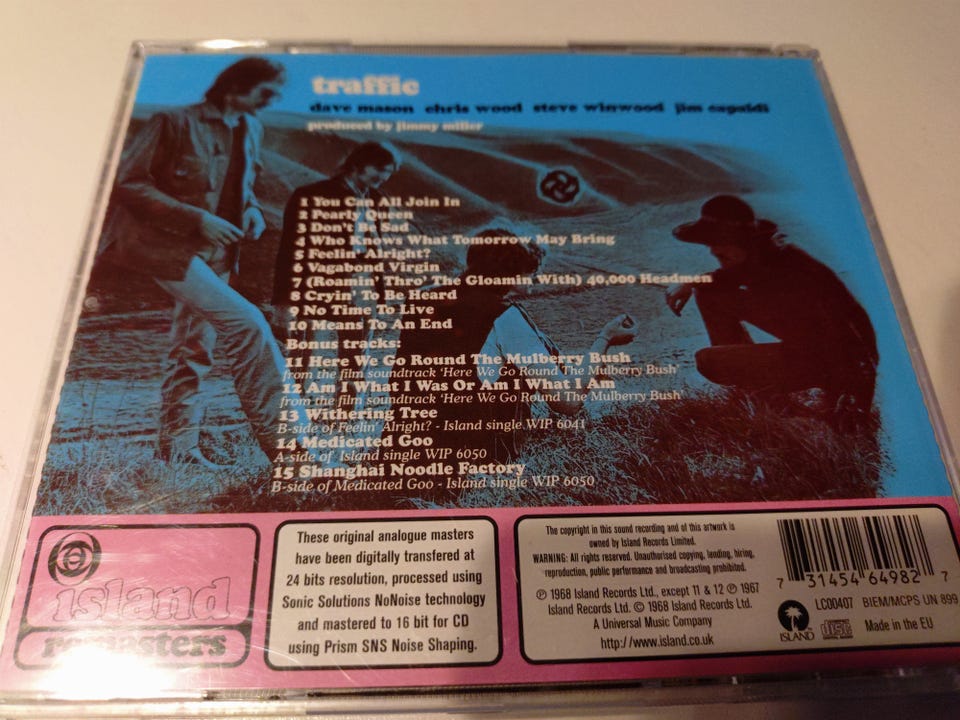 traffic
dave mason chris wood steve winwood jim capaldi
produced by jimmy miller
1 You Can All Join In
2 Pearly Queen
3 Don't Be Sad
4 Who Knows What Tomorrow May Bring
5 Feelin' Alright?
6 Vagabond Virgin
7 (Roamin' Thro' The Gloamin With) 40,000 Headmen
8 Cryin' To Be Heard
9 No Time To Live
10 Means To An End
Bonus tracks:
11 Here We Go Round The Mulberry Bush
from the film soundtrack 'Here We Go Round The Mulberry Bush'
12 Am I What I Was Or Am I What I Am
from the film soundtrack 'Here We Go Round The Mulberry Bush'
13 Withering Tree
B-side of Feelin' Alright? - Island single WIP 6041
14 Medicated Goo
A-side of Island single WIP 6050
15 Shanghai Noodle Factory
B-side of Medicated Goo - Island single WIP 6050
island
remasters
These original analogue masters
have been digitally transfered at
24 bits resolution, processed using
Sonic Solutions NoNoise technology
and mastered to 16 bit for CD
using Prism SNS Noise Shaping.
The copyright in this sound recording and of this artwork is
owned by Island Records Limited.
WARNING: All rights reserved. Unauthorised copying, lending, hiring,
reproduction, public performance and broadcasting prohibited.
℗ 1968 Island Records Ltd., except 11 & 12 ℗ 1967
Island Records Ltd. © 1968 Island Records Ltd.
A Universal Music Company
http://www.island.co.uk
7 31454 64982 7
LC00407 BIEM/MCPS UN 899
ISLAND
disc
Made in the EU